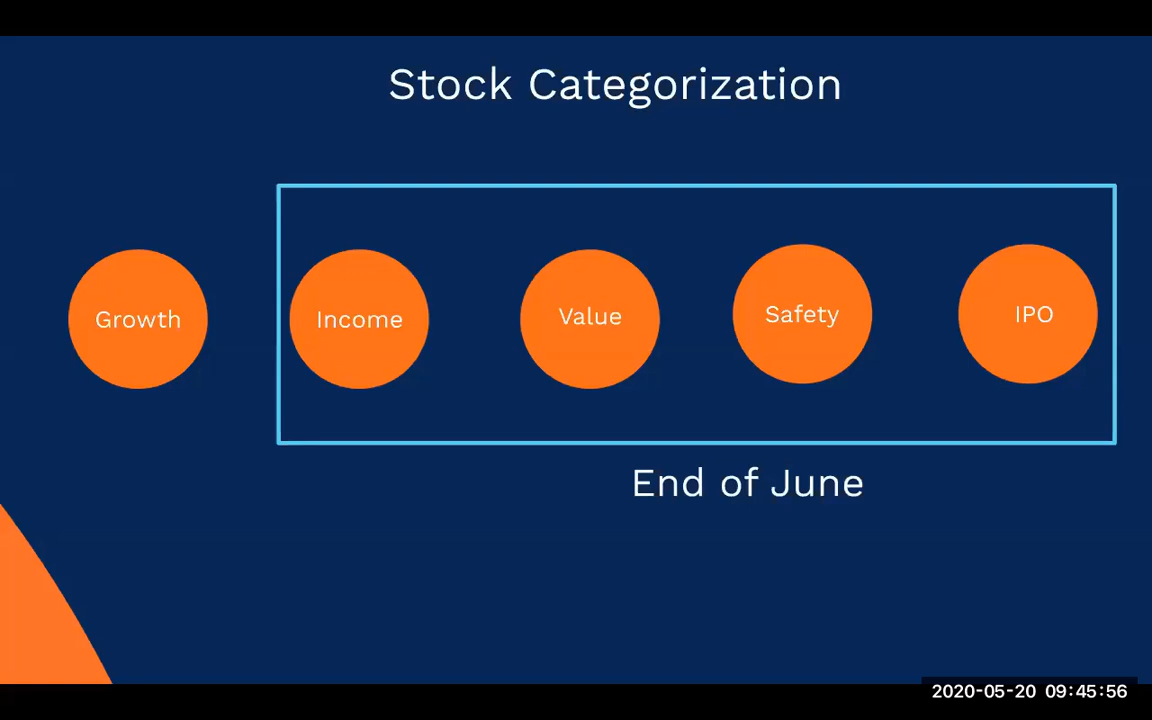 Stock Categorization
Growth
Income
Value
Safety
IPO
End of June
2020-05-20 09:45:56